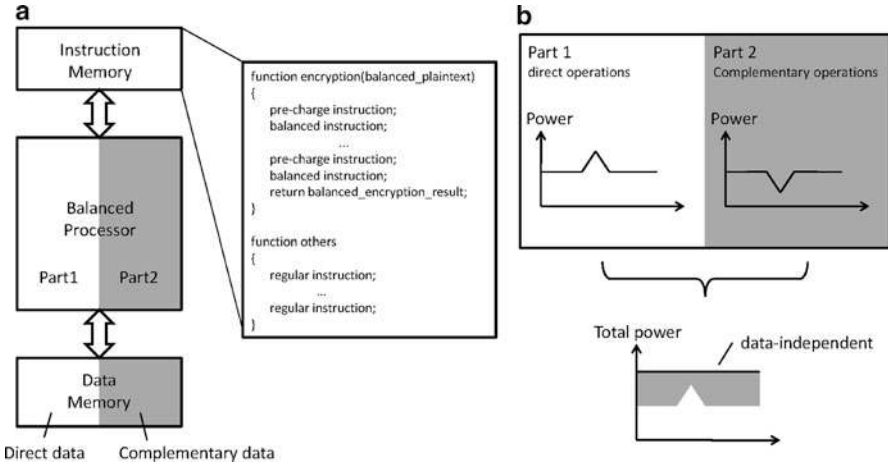 a
Instruction
Memory
Balanced
Processor
Part1
Part2
Data
Memory
Direct data
Complementary data
function encryption(balanced_plaintext)
{
pre-charge instruction;
balanced instruction;
...
pre-charge instruction;
balanced instruction;
return balanced_encryption_result;
}
function others
{
regular instruction;
...
regular instruction;
}
b
Part 1
direct operations
Power
Part 2
Complementary operations
Power
Total power
data-independent